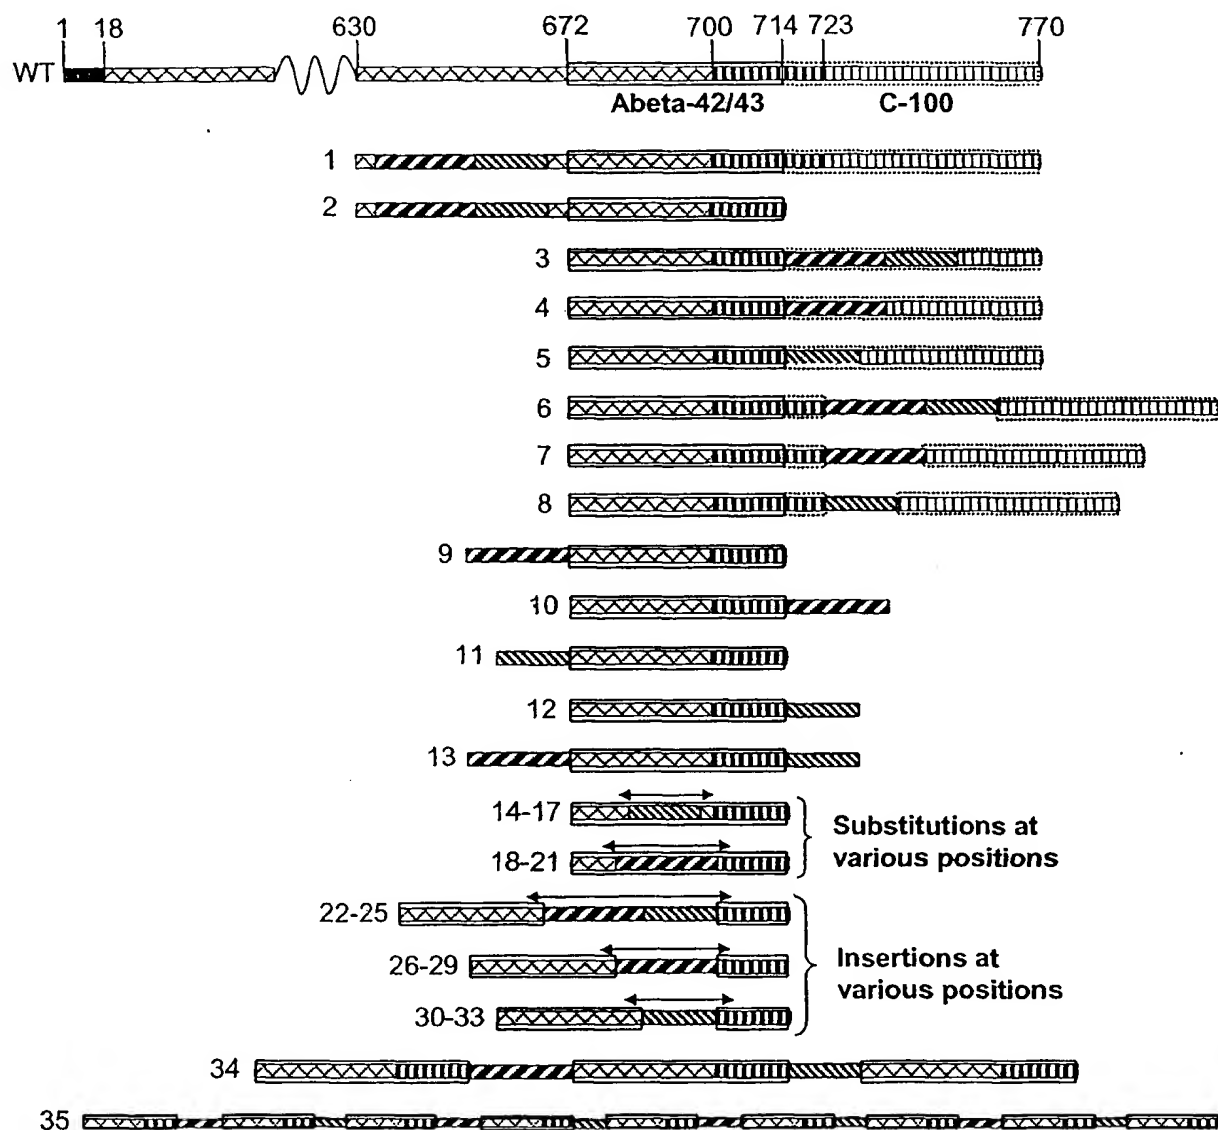 1 18 630 672 700 714 723 770
WT
Abeta-42/43 C-100
1
2
3
4
5
6
7
8
9
10
11
12
13
14-17
18-21
Substitutions at
various positions
22-25
26-29
30-33
Insertions at
various positions
34
35